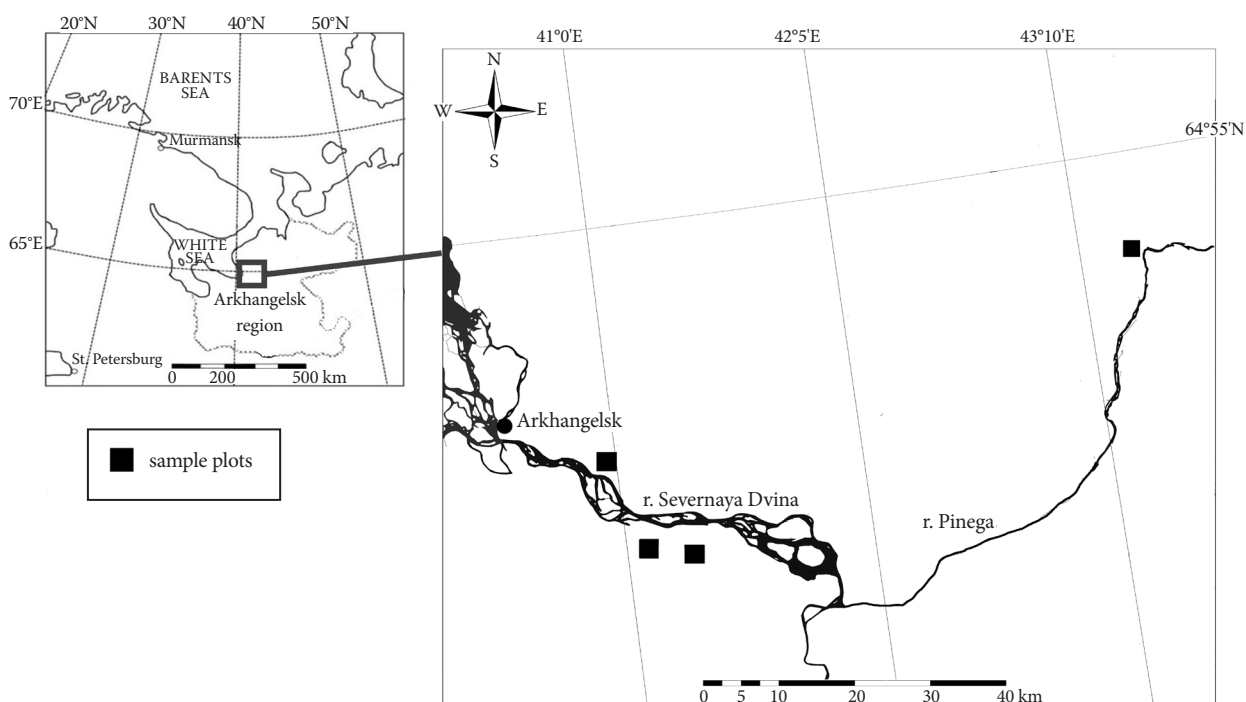 20°N 30°N 40°N 50°N
BARENTS
SEA
70°E
Murmansk
65°E
WHITE
SEA
Arkhangelsk
region
St. Petersburg
0 200 500 km
sample plots
41°0'E 42°5'E 43°10'E
N
W E
S
64°55'N
Arkhangelsk
r. Severnaya Dvina
r. Pinega
0 5 10 20 30 40 km